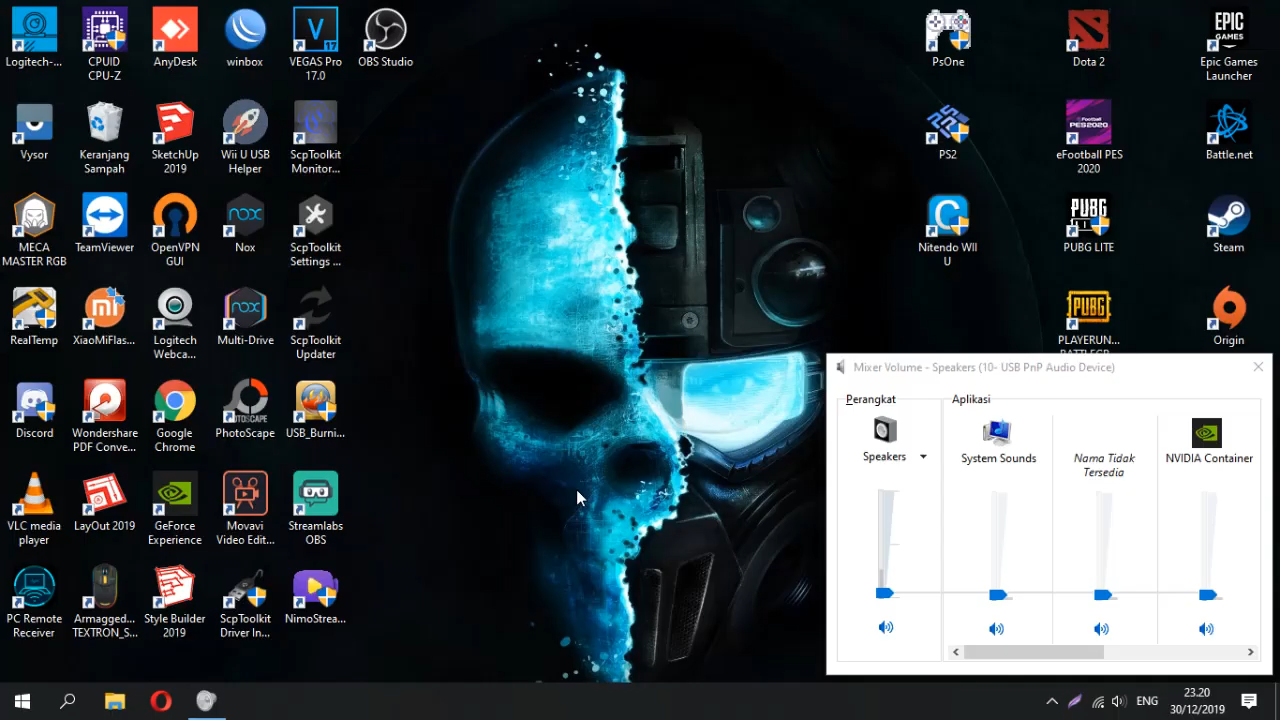 Logitech-...
CPUID
CPU-Z
AnyDesk
winbox
VEGAS Pro
17.0
OBS Studio
Vysor
Keranjang
Sampah
SketchUp
2019
Wii U USB
Helper
ScpToolkit
Monitor...
MECA
MASTER RGB
TeamViewer
OpenVPN
GUI
Nox
ScpToolkit
Settings ...
RealTemp
XiaoMiFlas...
Logitech
Webca...
Multi-Drive
ScpToolkit
Updater
Discord
Wondershare
PDF Conve...
Google
Chrome
PhotoScape
USB_Burni...
VLC media
player
LayOut 2019
GeForce
Experience
Movavi
Video Edit...
Streamlabs
OBS
PC Remote
Receiver
Armagged...
TEXTRON_S...
Style Builder
2019
ScpToolkit
Driver In...
NimoStrea...
PsOne
Dota 2
EPIC
GAMES
Epic Games
Launcher
PS2
eFootball PES
2020
Battle.net
Nitendo WII
U
PUBG LITE
Steam
PLAYERUN...
Origin
Mixer Volume - Speakers (10- USB PnP Audio Device)
Perangkat
Aplikasi
Speakers
System Sounds
Nama Tidak
Tersedia
NVIDIA Container
ENG
23.20
30/12/2019